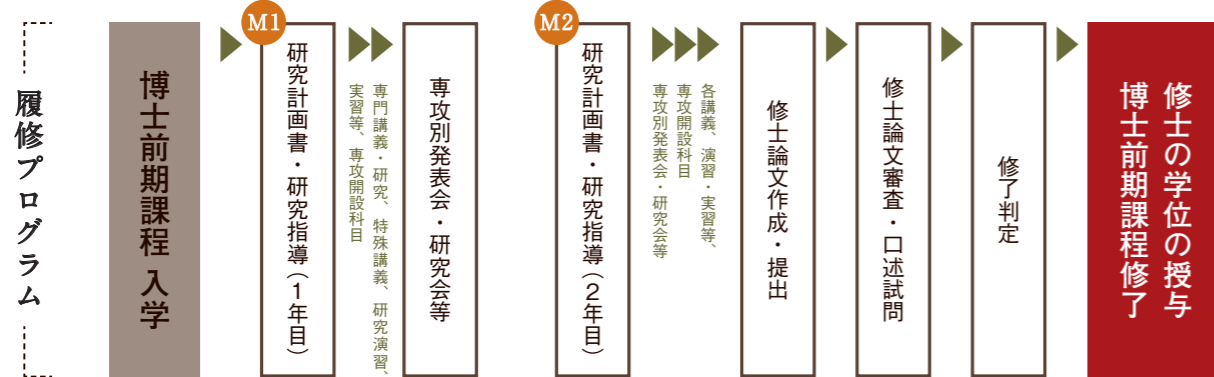 履修プログラム
博士前期課程 入学
M1
研究計画書・研究指導(1年目)
専門講義・研究、特殊講義、研究演習、
実習等、専攻開設科目
専攻別発表会・研究会等
M2
研究計画書・研究指導(2年目)
各講義、演習・実習等、
専攻開設科目
専攻別発表会・研究会等
修士論文作成・提出
修士論文審査・口述試問
修了判定
修士の学位の授与
博士前期課程修了